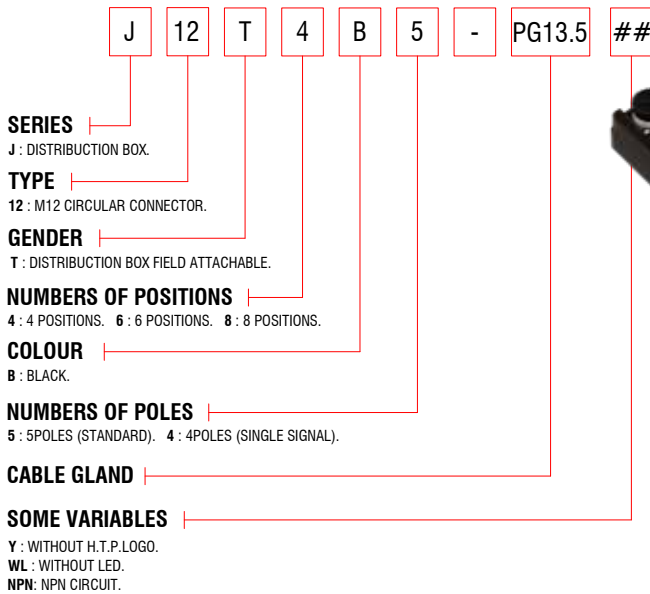 J 12 T 4 B 5 - PG13.5 ##
SERIES
J : DISTRIBUCTION BOX.
TYPE
12 : M12 CIRCULAR CONNECTOR.
GENDER
T : DISTRIBUCTION BOX FIELD ATTACHABLE.
NUMBERS OF POSITIONS
4 : 4 POSITIONS. 6 : 6 POSITIONS. 8 : 8 POSITIONS.
COLOUR
B : BLACK.
NUMBERS OF POLES
5 : 5POLES (STANDARD). 4 : 4POLES (SINGLE SIGNAL).
CABLE GLAND
SOME VARIABLES
Y : WITHOUT H.T.P.LOGO.
WL : WITHOUT LED.
NPN: NPN CIRCUIT.